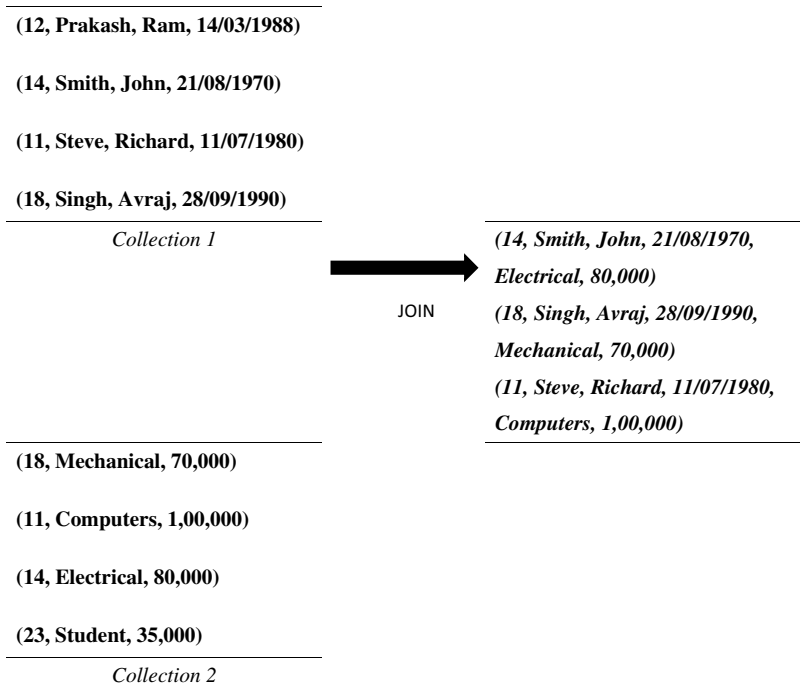 (12, Prakash, Ram, 14/03/1988)
(14, Smith, John, 21/08/1970)
(11, Steve, Richard, 11/07/1980)
(18, Singh, Avraj, 28/09/1990)
Collection 1
JOIN
(14, Smith, John, 21/08/1970,
Electrical, 80,000)
(18, Singh, Avraj, 28/09/1990,
Mechanical, 70,000)
(11, Steve, Richard, 11/07/1980,
Computers, 1,00,000)
(18, Mechanical, 70,000)
(11, Computers, 1,00,000)
(14, Electrical, 80,000)
(23, Student, 35,000)
Collection 2